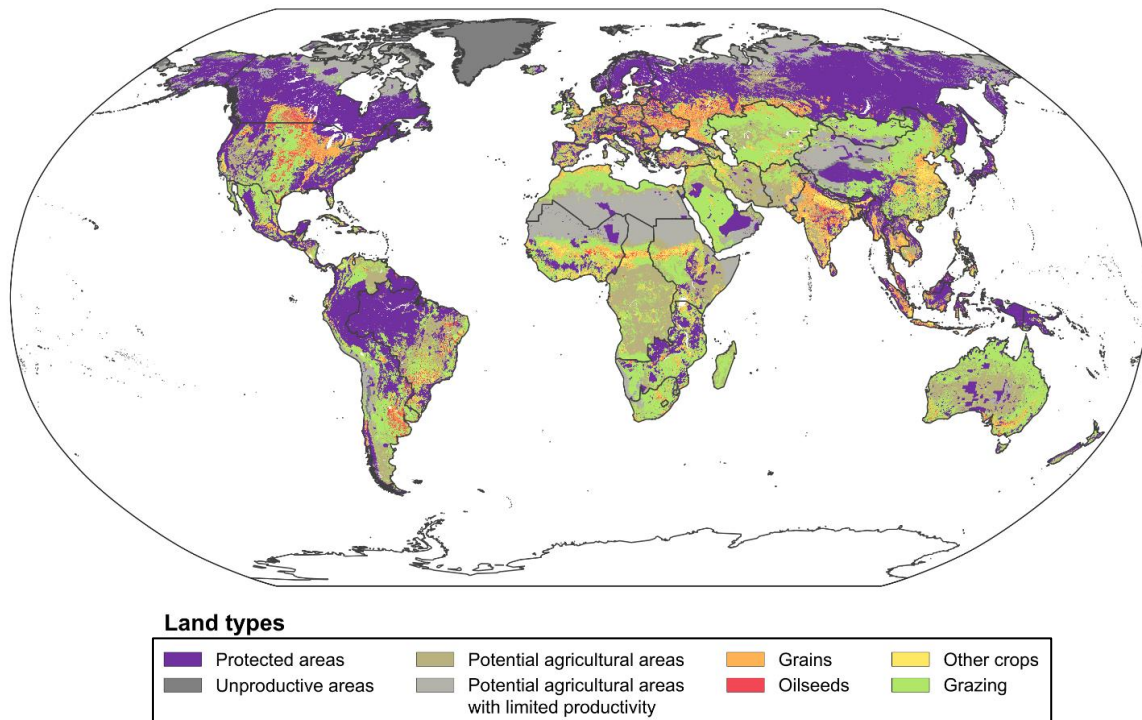 Land types
Protected areas
Unproductive areas
Potential agricultural areas
Potential agricultural areas
with limited productivity
Grains
Oilseeds
Other crops
Grazing